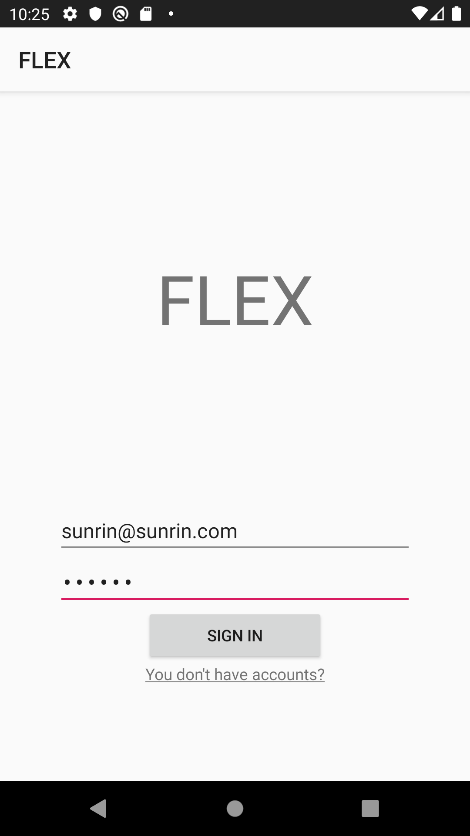 10:25
FLEX
FLEX
sunrin@sunrin.com
••••••
SIGN IN
You don't have accounts?